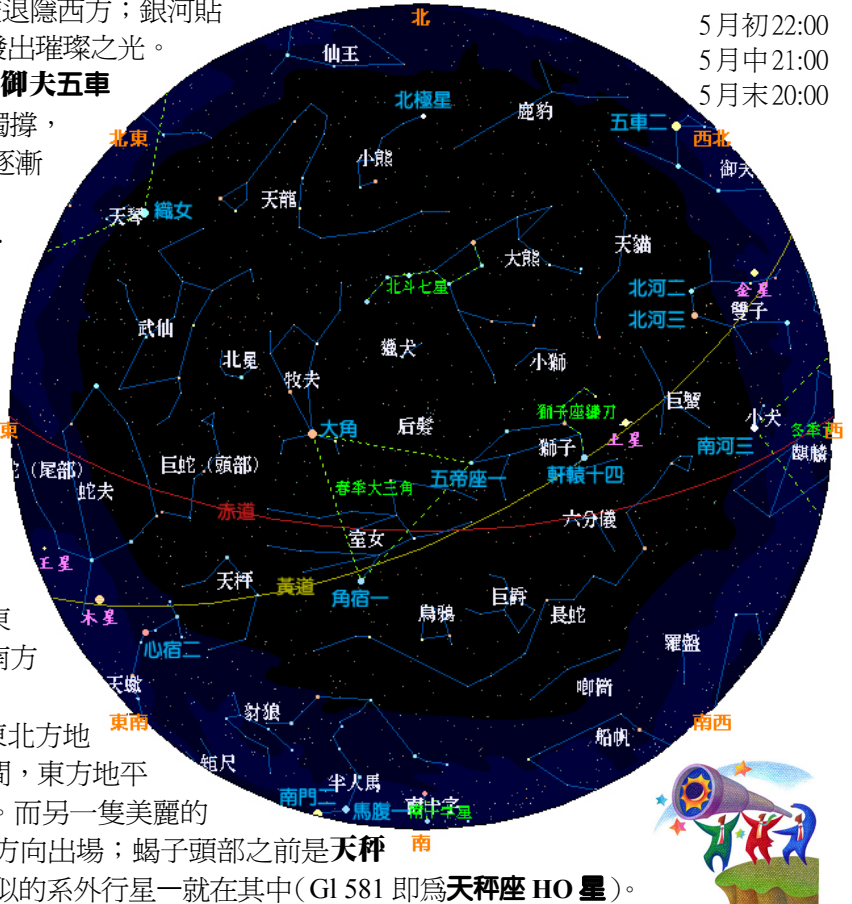 退隱西方；銀河貼
出璀璨之光。
御夫五車
獨撐，
逐漸
5月初22:00
5月中21:00
5月末20:00
北
仙王
北極星
鹿豹
五車二
北東
西北
小熊
御夫
天龍
天琴
織女
大熊
天貓
北斗七星
北河二
金星
雙子
北河三
武仙
獵犬
北冕
小獅
牧夫
巨蟹
獅子座鐮刀
小犬
大角
后髮
土星
東
冬季
西
獅子
南河三
麒麟
（尾部）
巨蛇（頭部）
五帝座一
軒轅十四
蛇夫
春季大三角
赤道
六分儀
室女
王星
天秤
黃道
角宿一
巨爵
木星
烏鴉
長蛇
東
心宿二
羅盤
南方
天蠍
唧筒
豺狼
東南
南西
船帆
東北方地
矩尺
間，東方地平
半人馬
南門二
馬腹一
南十字
。而另一隻美麗的
方向出場；蝎子頭部之前是天秤
南
似的系外行星—就在其中（Gl 581 即為天秤座 HO 星）。